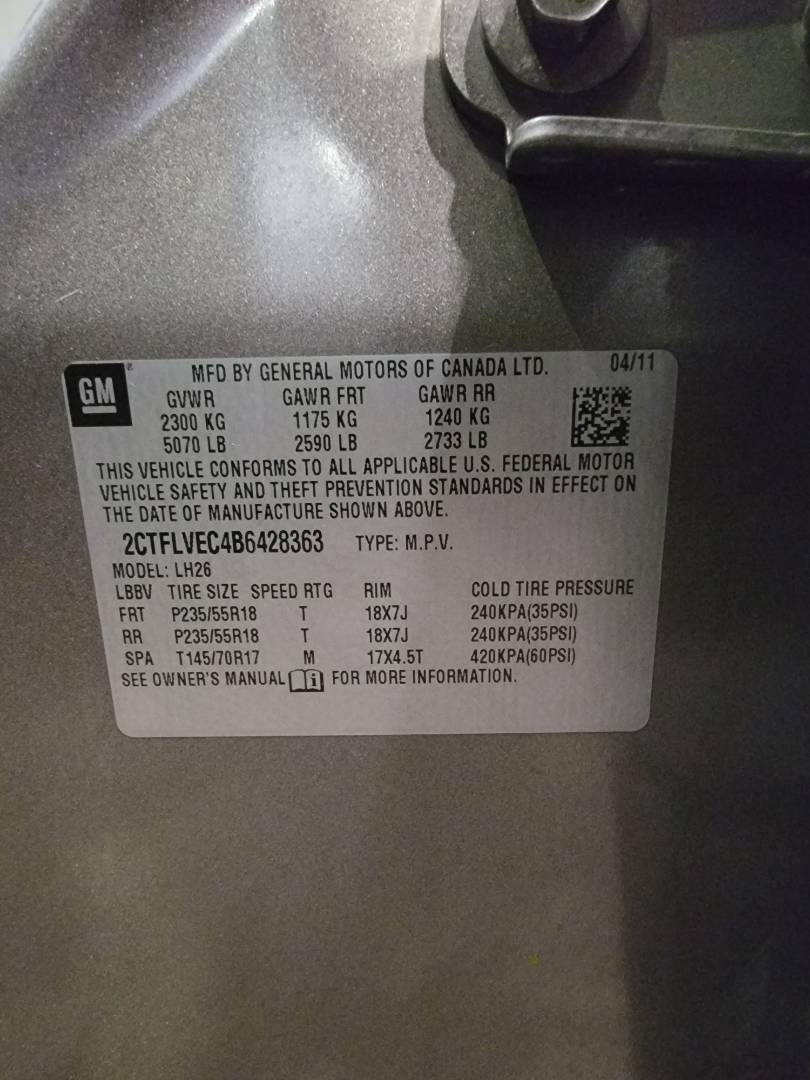 GM MFD BY GENERAL MOTORS OF CANADA LTD. 04/11
GVWR GAWR FRT GAWR RR
2300 KG 1175 KG 1240 KG
5070 LB 2590 LB 2733 LB
THIS VEHICLE CONFORMS TO ALL APPLICABLE U.S. FEDERAL MOTOR
VEHICLE SAFETY AND THEFT PREVENTION STANDARDS IN EFFECT ON
THE DATE OF MANUFACTURE SHOWN ABOVE.
2CTFLVEC4B6428363 TYPE: M.P.V.
MODEL: LH26
LBBV TIRE SIZE SPEED RTG RIM COLD TIRE PRESSURE
FRT P235/55R18 T 18X7J 240KPA(35PSI)
RR P235/55R18 T 18X7J 240KPA(35PSI)
SPA T145/70R17 M 17X4.5T 420KPA(60PSI)
SEE OWNER'S MANUAL i FOR MORE INFORMATION.